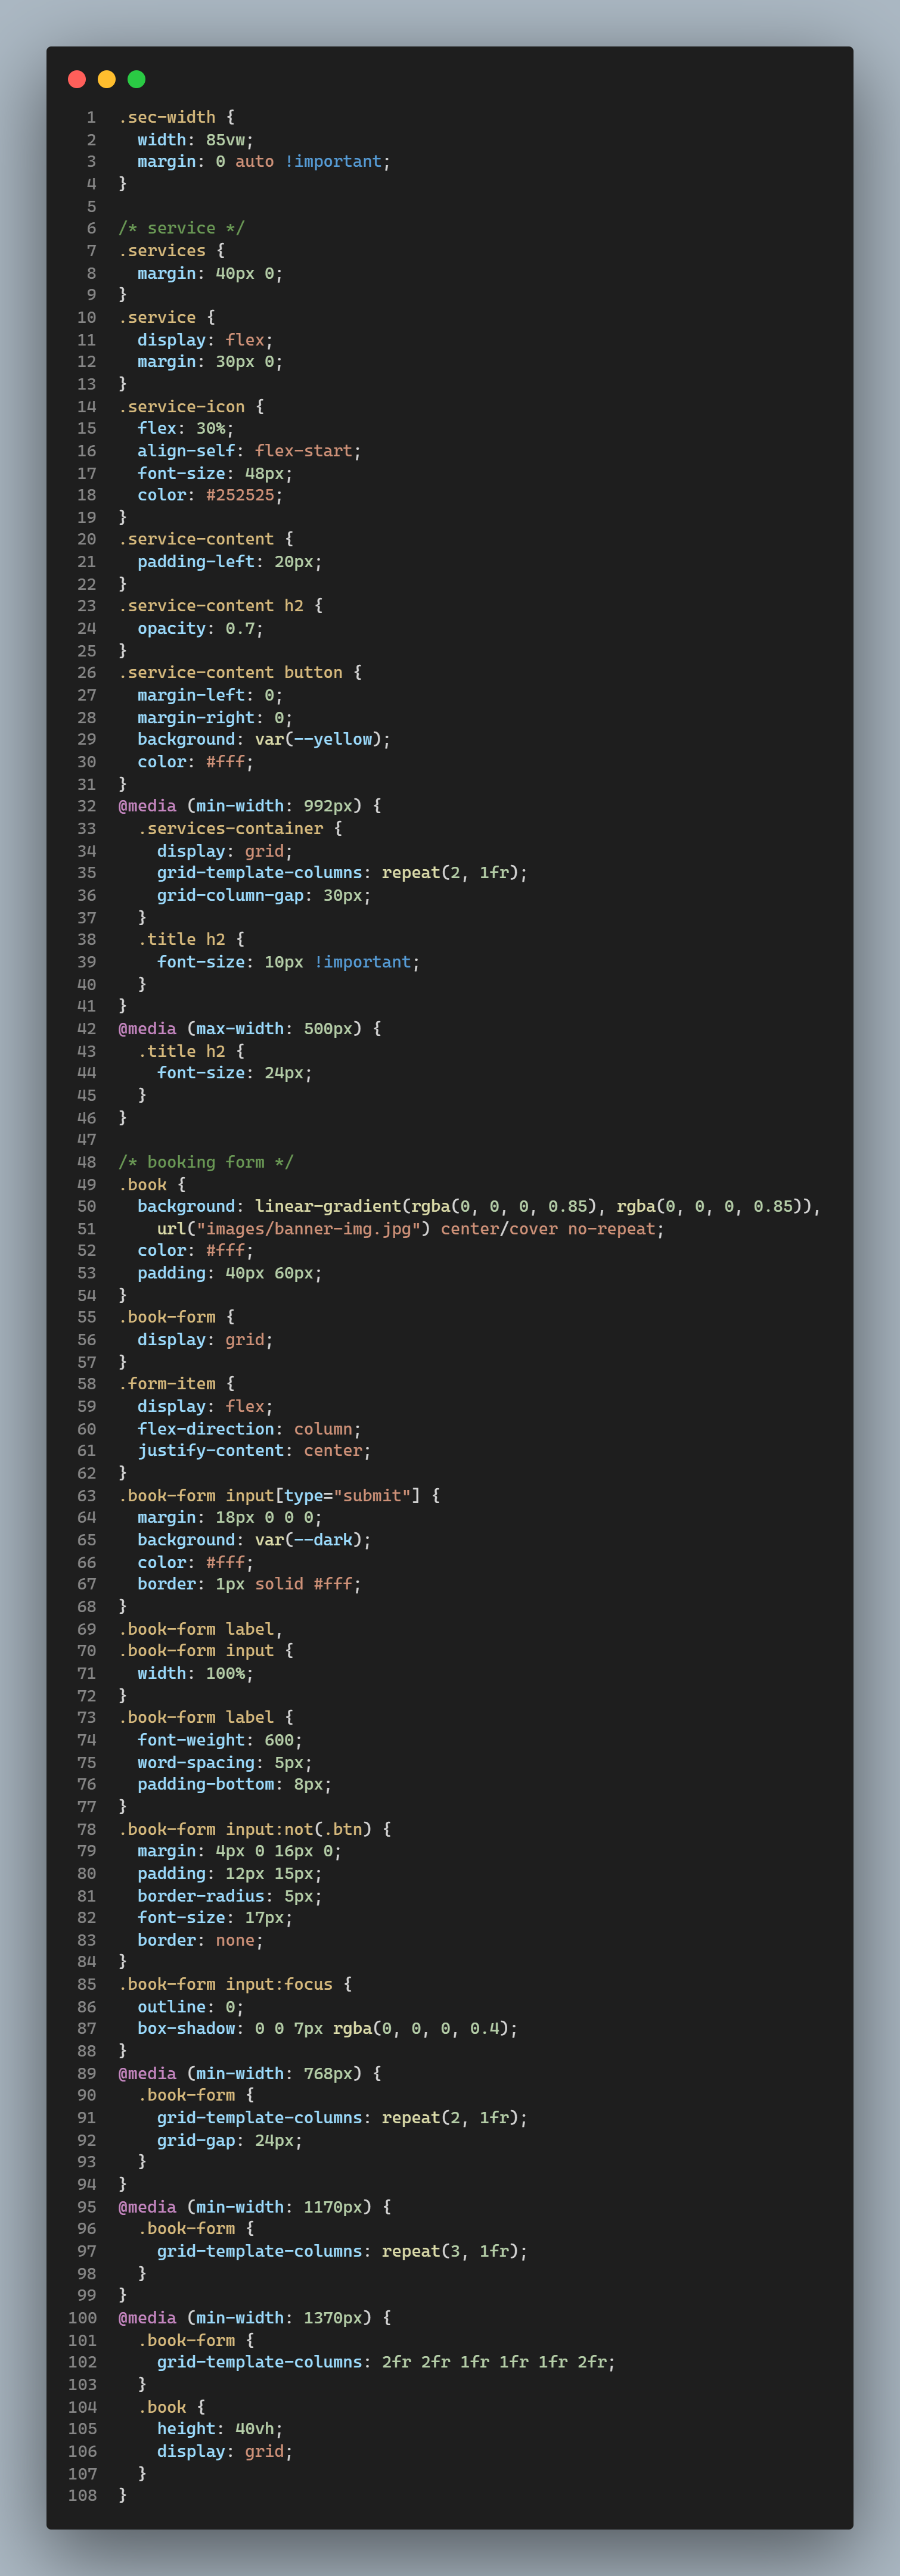 1 .sec-width {
2   width: 85vw;
3   margin: 0 auto !important;
4 }
5
6 /* service */
7 .services {
8   margin: 40px 0;
9 }
10 .service {
11   display: flex;
12   margin: 30px 0;
13 }
14 .service-icon {
15   flex: 30%;
16   align-self: flex-start;
17   font-size: 48px;
18   color: #252525;
19 }
20 .service-content {
21   padding-left: 20px;
22 }
23 .service-content h2 {
24   opacity: 0.7;
25 }
26 .service-content button {
27   margin-left: 0;
28   margin-right: 0;
29   background: var(--yellow);
30   color: #fff;
31 }
32 @media (min-width: 992px) {
33   .services-container {
34     display: grid;
35     grid-template-columns: repeat(2, 1fr);
36     grid-column-gap: 30px;
37   }
38   .title h2 {
39     font-size: 10px !important;
40   }
41 }
42 @media (max-width: 500px) {
43   .title h2 {
44     font-size: 24px;
45   }
46 }
47
48 /* booking form */
49 .book {
50   background: linear-gradient(rgba(0, 0, 0, 0.85), rgba(0, 0, 0, 0.85)),
51     url("images/banner-img.jpg") center/cover no-repeat;
52   color: #fff;
53   padding: 40px 60px;
54 }
55 .book-form {
56   display: grid;
57 }
58 .form-item {
59   display: flex;
60   flex-direction: column;
61   justify-content: center;
62 }
63 .book-form input[type="submit"] {
64   margin: 18px 0 0 0;
65   background: var(--dark);
66   color: #fff;
67   border: 1px solid #fff;
68 }
69 .book-form label,
70 .book-form input {
71   width: 100%;
72 }
73 .book-form label {
74   font-weight: 600;
75   word-spacing: 5px;
76   padding-bottom: 8px;
77 }
78 .book-form input:not(.btn) {
79   margin: 4px 0 16px 0;
80   padding: 12px 15px;
81   border-radius: 5px;
82   font-size: 17px;
83   border: none;
84 }
85 .book-form input:focus {
86   outline: 0;
87   box-shadow: 0 0 7px rgba(0, 0, 0, 0.4);
88 }
89 @media (min-width: 768px) {
90   .book-form {
91     grid-template-columns: repeat(2, 1fr);
92     grid-gap: 24px;
93   }
94 }
95 @media (min-width: 1170px) {
96   .book-form {
97     grid-template-columns: repeat(3, 1fr);
98   }
99 }
100 @media (min-width: 1370px) {
101   .book-form {
102     grid-template-columns: 2fr 2fr 1fr 1fr 1fr 2fr;
103   }
104   .book {
105     height: 40vh;
106     display: grid;
107   }
108 }